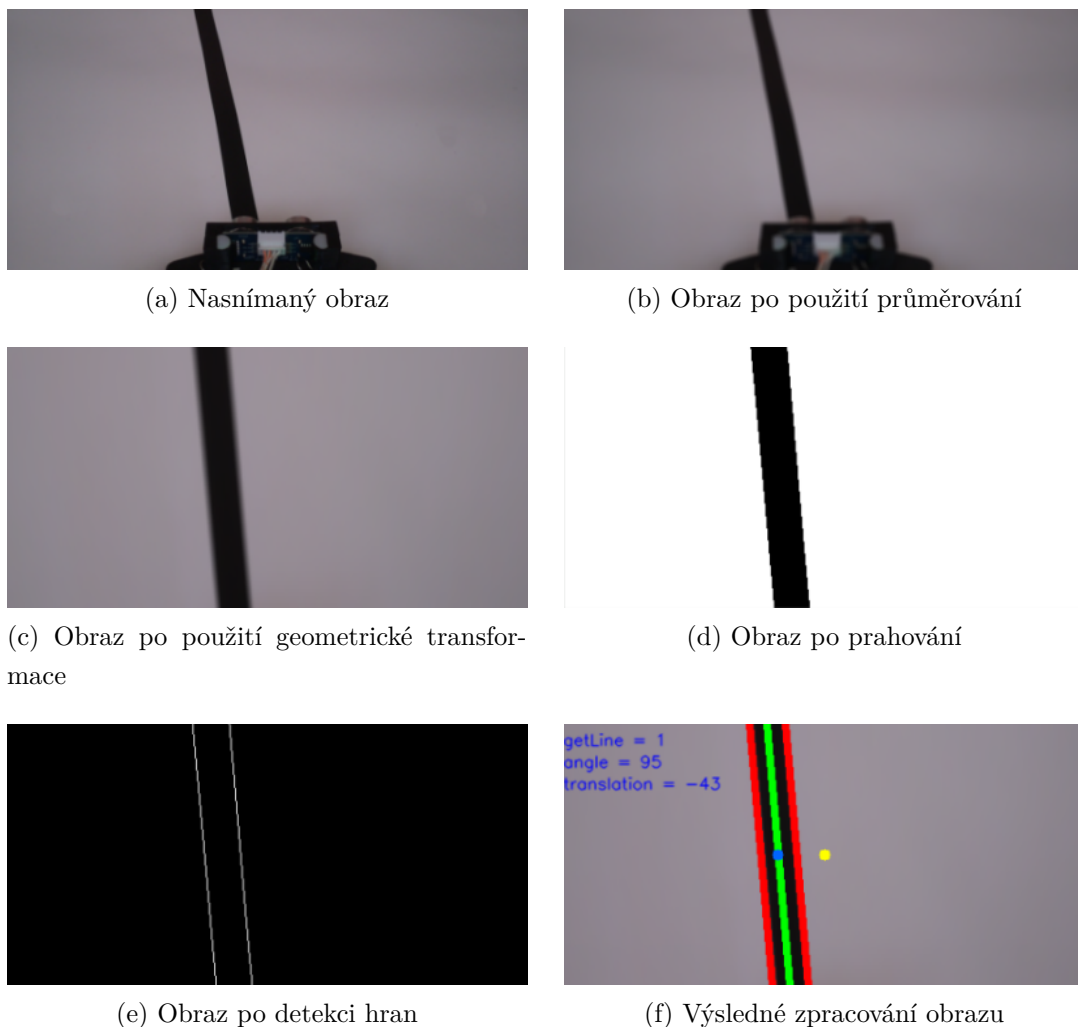 (a) Nasnímaný obraz
(b) Obraz po použití průměrování
(c) Obraz po použití geometrické transfor-
mace
(d) Obraz po prahování
getLine = 1
angle = 95
translation = -43
(e) Obraz po detekci hran
(f) Výsledné zpracování obrazu